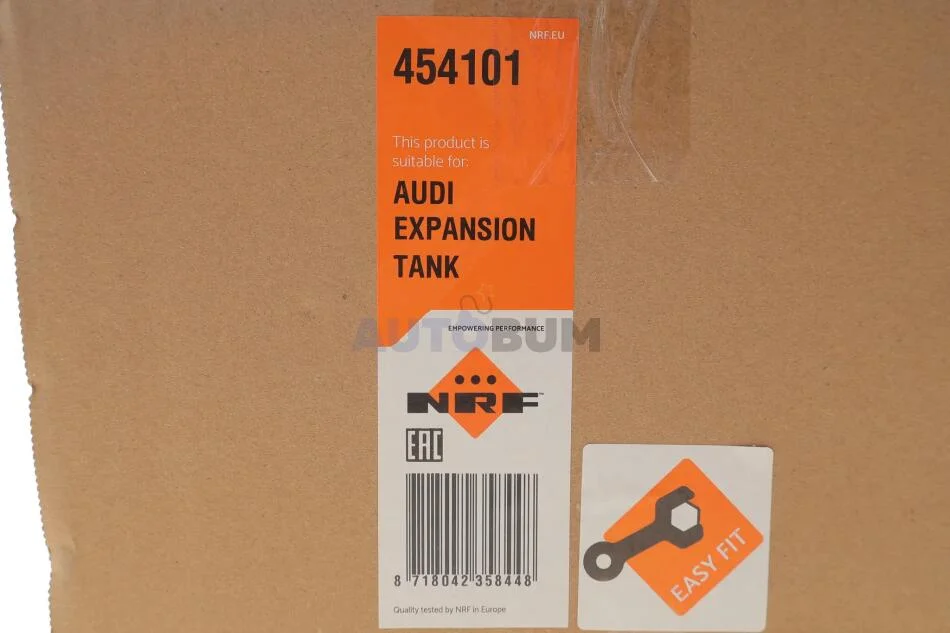 NRF.EU
454101
This product is
suitable for:
AUDI
EXPANSION
TANK
EMPOWERING PERFORMANCE
AUTOBUM
NRF™
EAC
8 718042 358448
Quality tested by NRF in Europe
EASY FIT